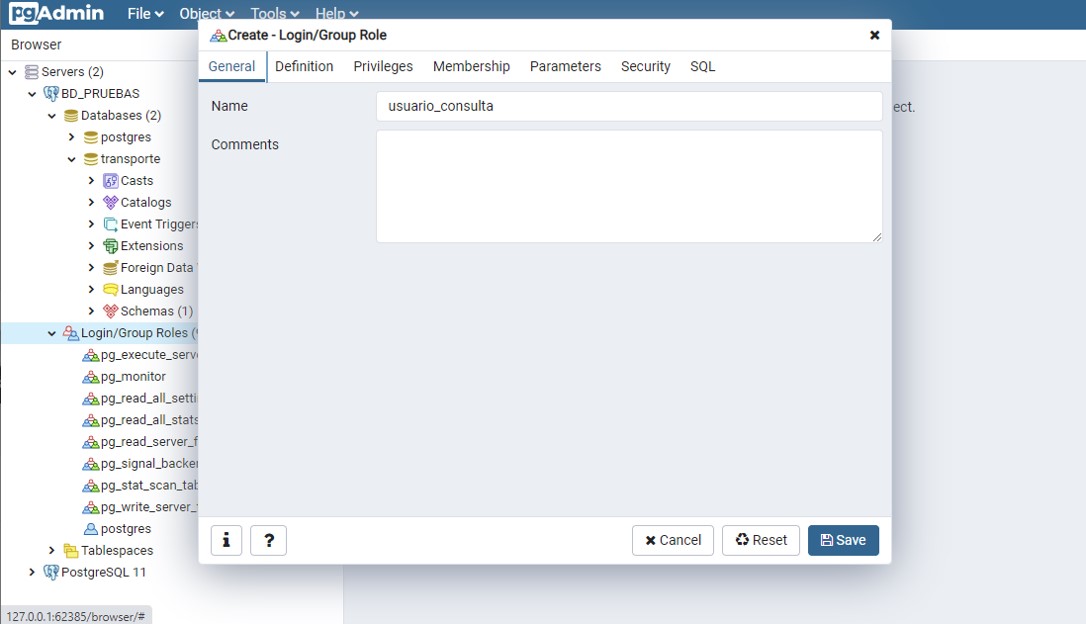 pgAdmin File Object Tools Help
Browser
Servers (2)
BD_PRUEBAS
Databases (2)
postgres
transporte
Casts
Catalogs
Event Triggers
Extensions
Foreign Data
Languages
Schemas (1)
Login/Group Roles (
pg_execute_serve
pg_monitor
pg_read_all_setti
pg_read_all_stats
pg_read_server_f
pg_signal_backen
pg_stat_scan_tab
pg_write_server_
postgres
Tablespaces
PostgreSQL 11
127.0.0.1:62385/browser/#
Create - Login/Group Role
General Definition Privileges Membership Parameters Security SQL
Name usuario_consulta
Comments
i ? Cancel Reset Save
ect.